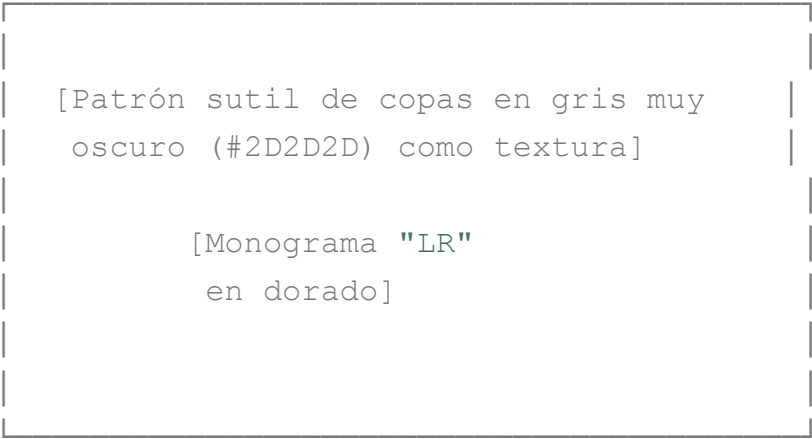 [Patrón sutil de copas en gris muy
oscuro (#2D2D2D) como textura]
[Monograma "LR"
en dorado]